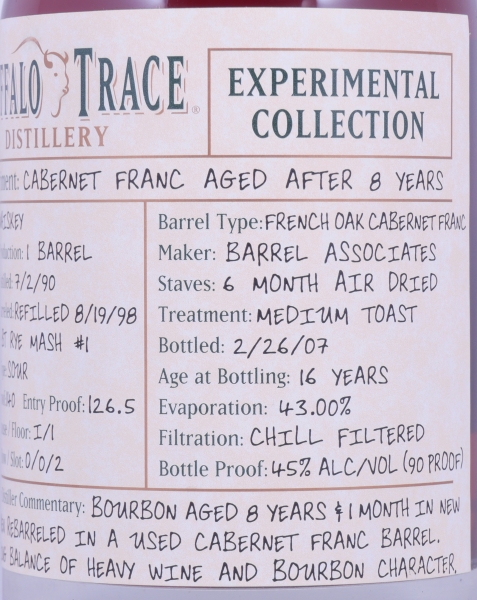 TRACE®
DISTILLERY
EXPERIMENTAL
COLLECTION
CABERNET FRANC AGED AFTER 8 YEARS
1 BARREL
7/2/90
REFILLED 8/19/98
RYE MASH #1
SOUR
Entry Proof: 126.5
Floor: I/1
Slot: 0/0/2
Barrel Type: FRENCH OAK CABERNET FRANC
Maker: BARREL ASSOCIATES
Staves: 6 MONTH AIR DRIED
Treatment: MEDIUM TOAST
Bottled: 2/26/07
Age at Bottling: 16 YEARS
Evaporation: 43.00%
Filtration: CHILL FILTERED
Bottle Proof: 45% ALC/VOL (90 PROOF)
Commentary: BOURBON AGED 8 YEARS & 1 MONTH IN NEW
REBARRELED IN A USED CABERNET FRANC BARREL.
BALANCE OF HEAVY WINE AND BOURBON CHARACTER